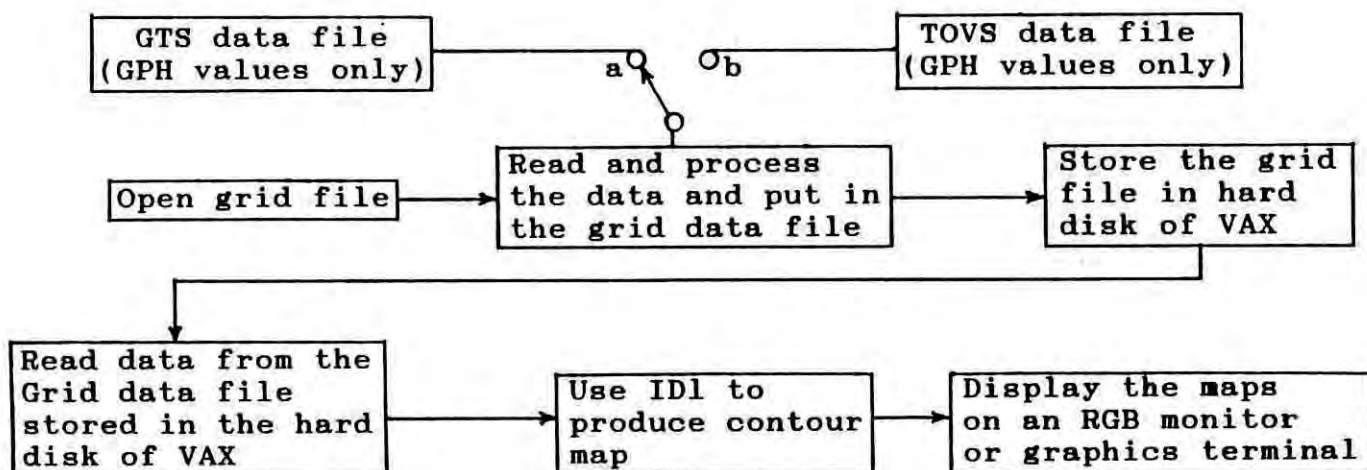 GTS data file
(GPH values only)
a
b
TOVS data file
(GPH values only)
Open grid file
Read and process
the data and put in
the grid data file
Store the grid
file in hard
disk of VAX
Read data from the
Grid data file
stored in the hard
disk of VAX
Use ID1 to
produce contour
map
Display the maps
on an RGB monitor
or graphics terminal